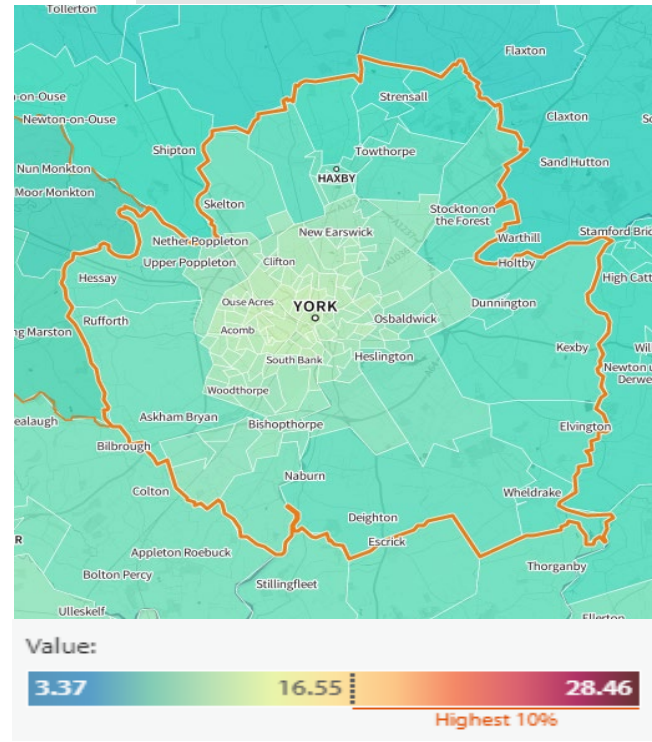 Tollerton
Flaxton
n-on-Ouse
Strensall
Newton-on-Ouse
Claxton
Shipton
Towthorpe
Sand Hutton
Nun Monkton
HAXBY
Moor Monkton
Skelton
Stockton on
the Forest
New Earswick
Stamford Bric
Nether Poppleton
Warthill
Upper Poppleton
Clifton
Holtby
Hessay
High Catt
Ouse Acres
YORK
Dunnington
Rufforth
Osbaldwick
Acomb
ng Marston
Kexby
Wil
South Bank
Heslington
Newton u
Derwe
Woodthorpe
Askham Bryan
Bishopthorpe
ealaugh
Elvington
Bilbrough
Naburn
Colton
Wheldrake
Deighton
R
Escrick
Appleton Roebuck
Thorganby
Bolton Percy
Stillingfleet
Ulleskelf
Ellerton
Value:
3.37 16.55 28.46
Highest 10%